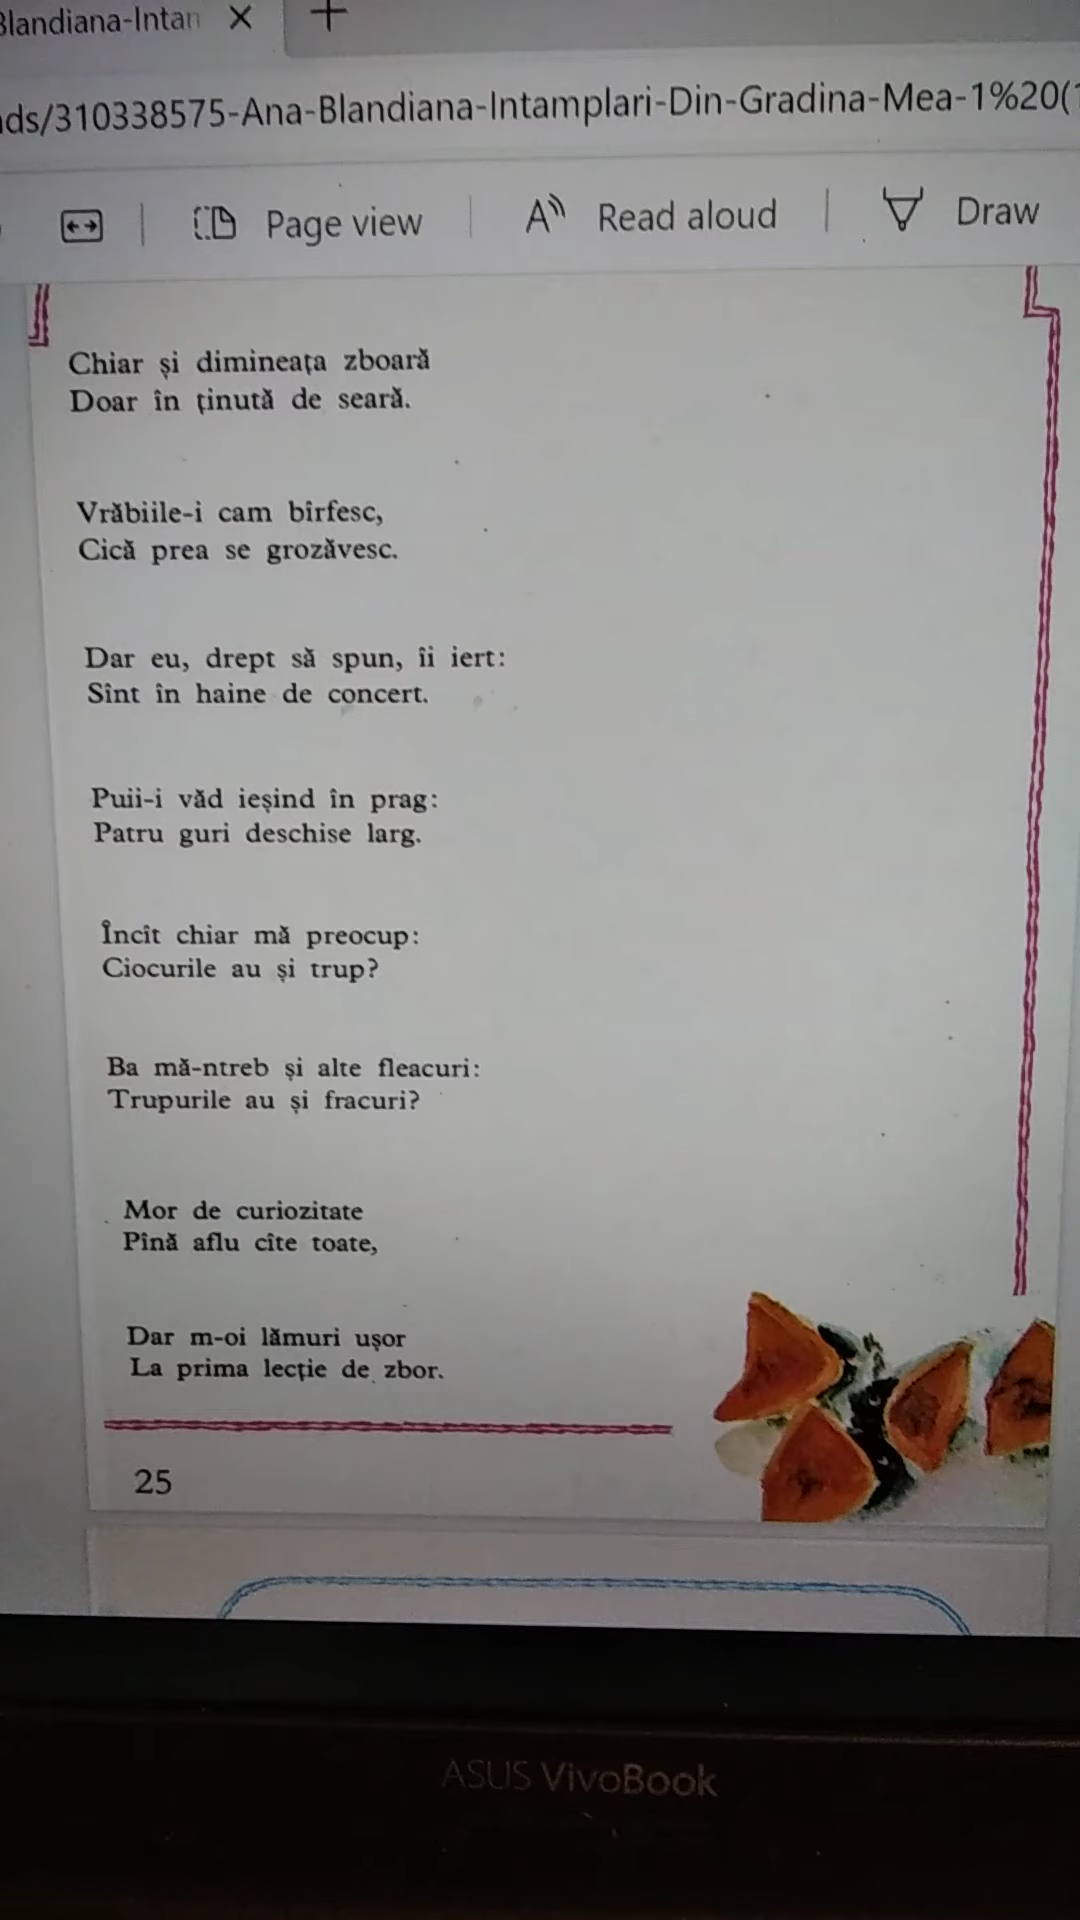 Blandiana-Intan
ds/310338575-Ana-Blandiana-Intamplari-Din-Gradina-Mea-1%20(1
Page view
Read aloud
Draw
Chiar și dimineața zboară
Doar în ținută de seară.
Vrăbiile-i cam bîrfesc,
Cică prea se grozăvesc.
Dar eu, drept să spun, îi iert:
Sînt în haine de concert.
Puii-i văd ieșind în prag:
Patru guri deschise larg.
Încît chiar mă preocup:
Ciocurile au și trup?
Ba mă-ntreb și alte fleacuri:
Trupurile au și fracuri?
Mor de curiozitate
Pînă aflu cîte toate,
Dar m-oi lămuri ușor
La prima lecție de zbor.
25
ASUS VivoBook